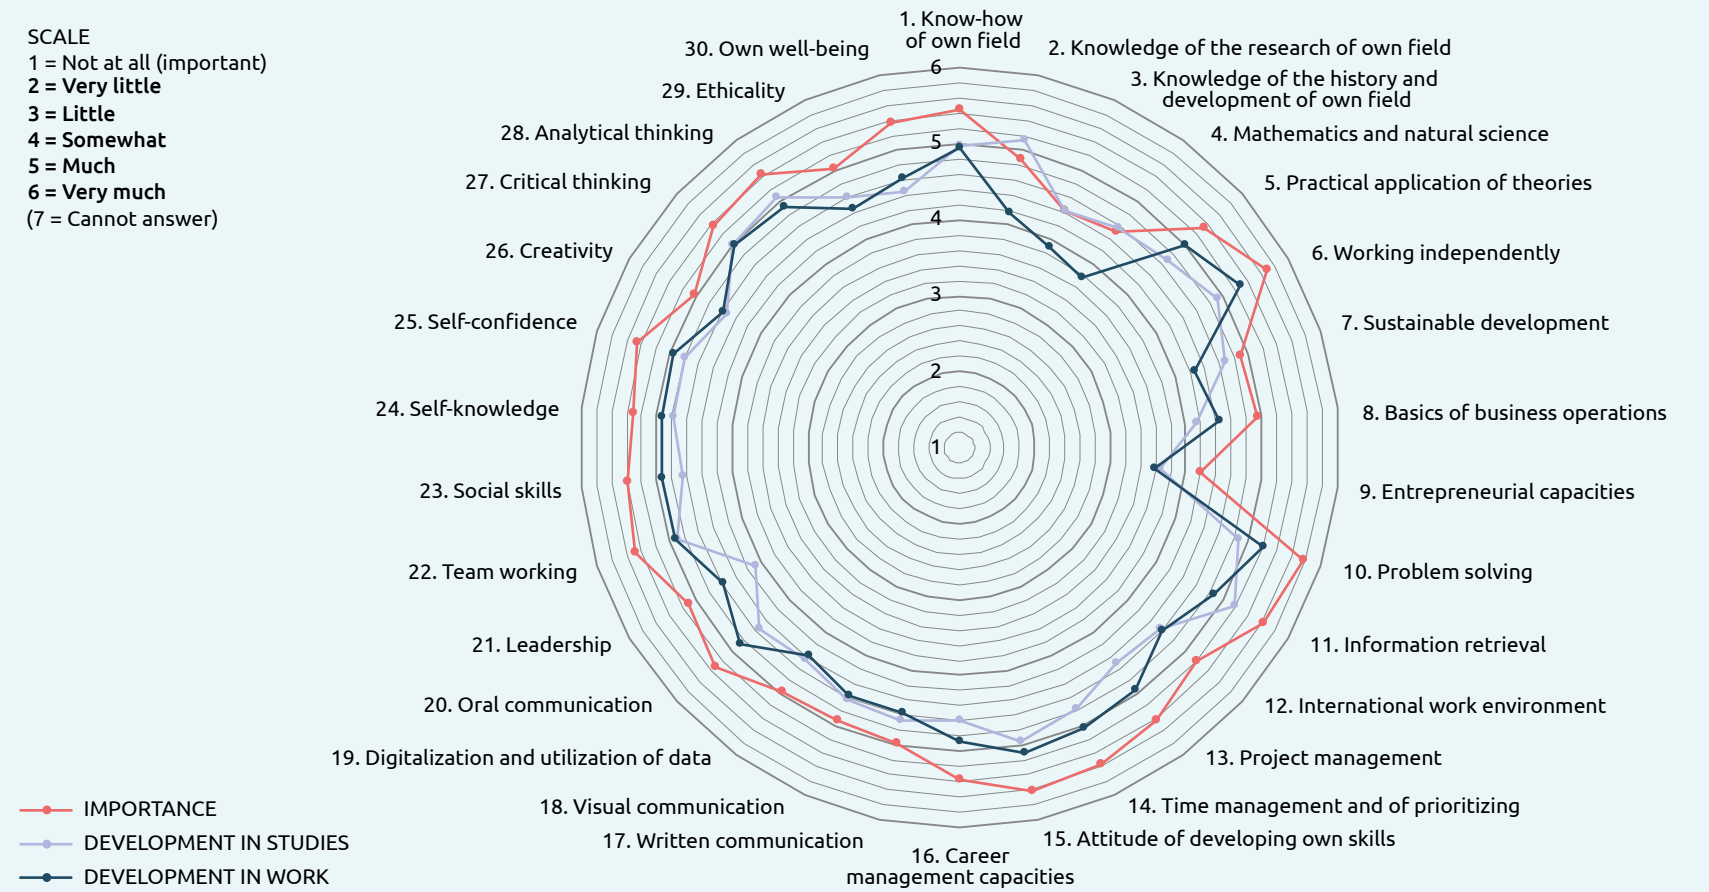 SCALE
1 = Not at all (important)
2 = Very little
3 = Little
4 = Somewhat
5 = Much
6 = Very much
(7 = Cannot answer)
1. Know-how
of own field
2. Knowledge of the research of own field
3. Knowledge of the history and
development of own field
4. Mathematics and natural science
5. Practical application of theories
6. Working independently
7. Sustainable development
8. Basics of business operations
9. Entrepreneurial capacities
10. Problem solving
11. Information retrieval
12. International work environment
13. Project management
14. Time management and of prioritizing
15. Attitude of developing own skills
16. Career
management capacities
17. Written communication
18. Visual communication
19. Digitalization and utilization of data
20. Oral communication
21. Leadership
22. Team working
23. Social skills
24. Self-knowledge
25. Self-confidence
26. Creativity
27. Critical thinking
28. Analytical thinking
29. Ethicality
30. Own well-being
6
5
4
3
2
1
IMPORTANCE
DEVELOPMENT IN STUDIES
DEVELOPMENT IN WORK